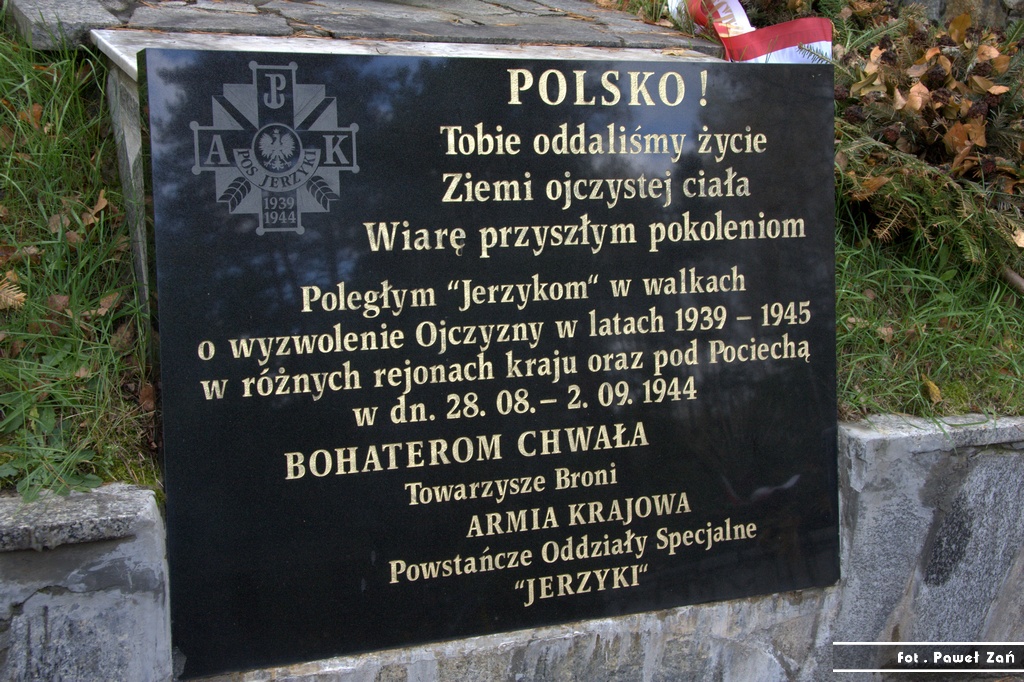 POLSKO !
Tobie oddaliśmy życie
Ziemi ojczystej ciała
Wiarę przyszłym pokoleniom
Poległym “Jerzykom“ w walkach
o wyzwolenie Ojczyzny w latach 1939 – 1945
w różnych rejonach kraju oraz pod Pociechą
w dn. 28. 08. – 2. 09. 1944
BOHATEROM CHWAŁA
Towarzysze Broni
ARMIA KRAJOWA
Powstańcze Oddziały Specjalne
“JERZYKI“
A K
POS JERZYKI
1939
1944
Fot . Paweł Zań